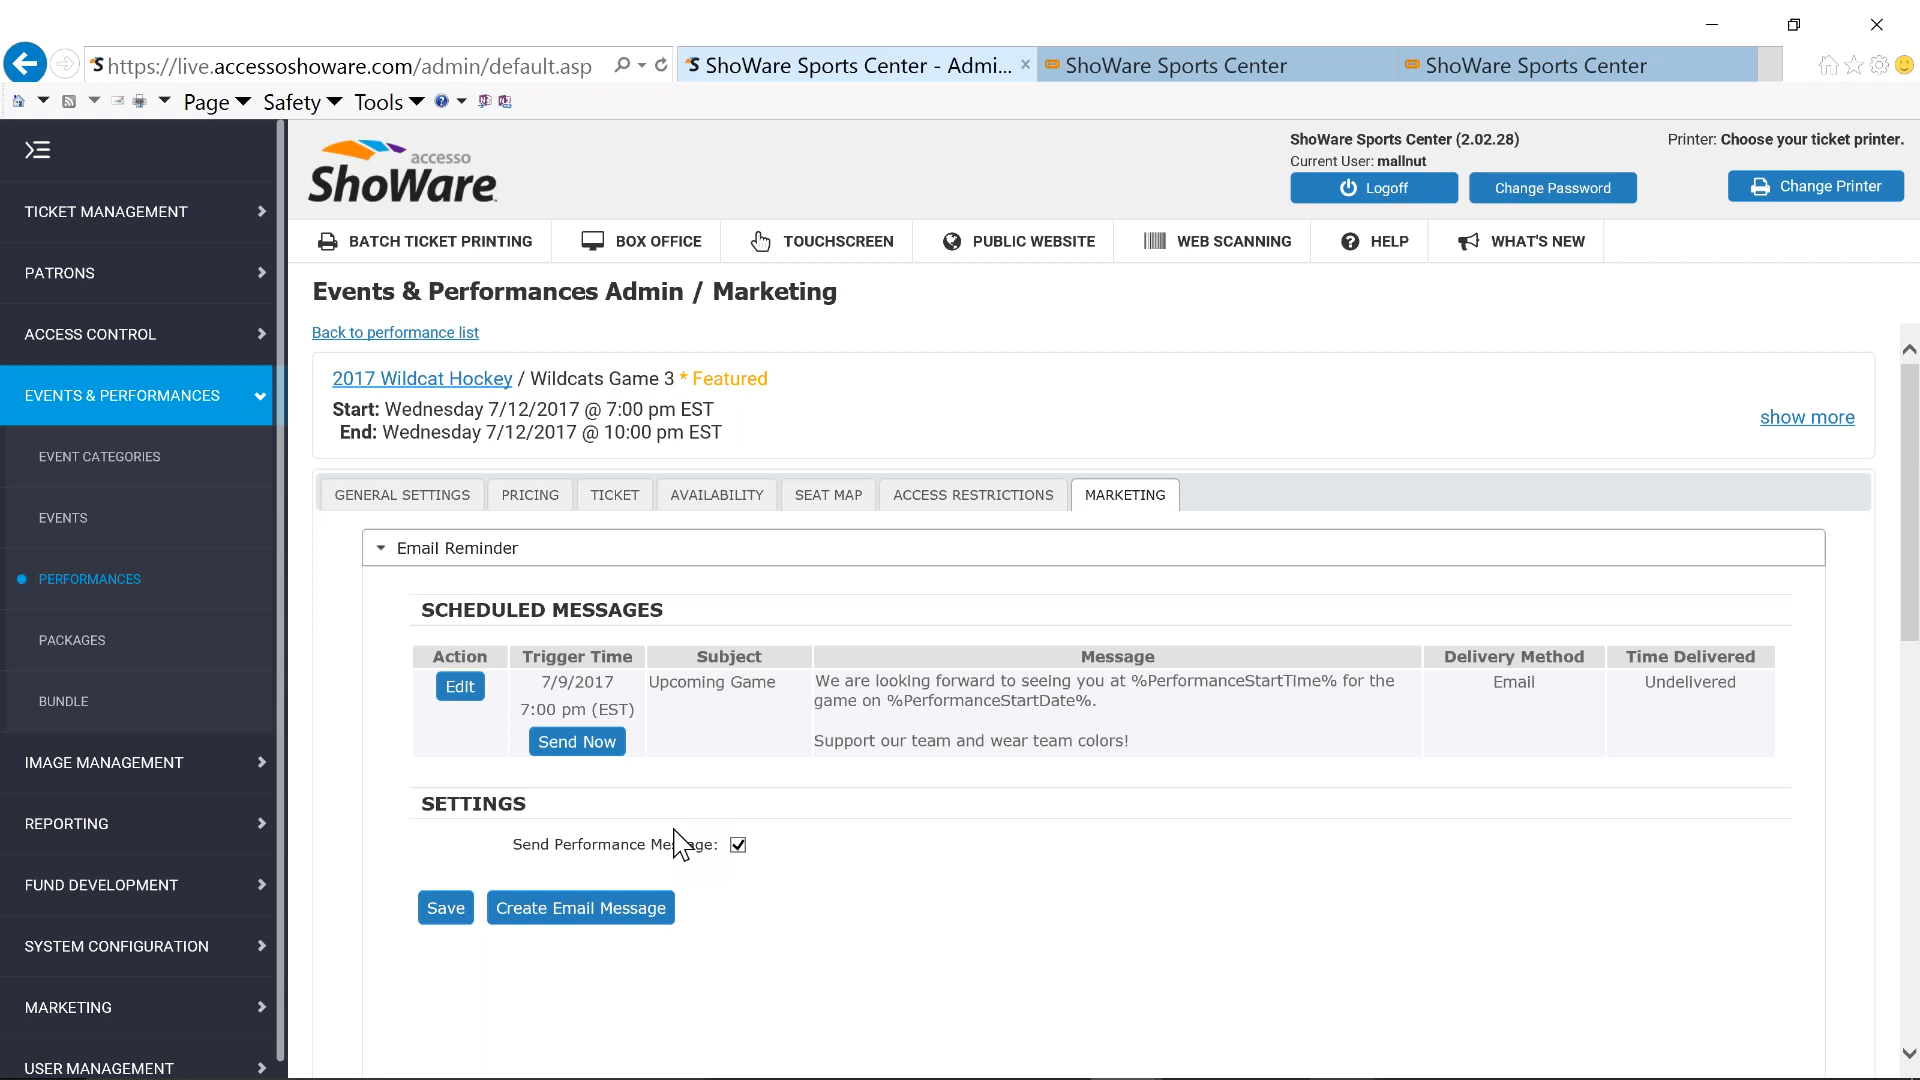 https://live.accessoshoware.com/admin/default.asp
ShoWare Sports Center - Admi...
ShoWare Sports Center
ShoWare Sports Center
Page
Safety
Tools
TICKET MANAGEMENT
PATRONS
ACCESS CONTROL
EVENTS & PERFORMANCES
EVENT CATEGORIES
EVENTS
PERFORMANCES
PACKAGES
BUNDLE
IMAGE MANAGEMENT
REPORTING
FUND DEVELOPMENT
SYSTEM CONFIGURATION
MARKETING
USER MANAGEMENT
accesso
ShoWare
ShoWare Sports Center (2.02.28)
Current User: mallnut
Logoff
Change Password
Printer: Choose your ticket printer.
Change Printer
BATCH TICKET PRINTING
BOX OFFICE
TOUCHSCREEN
PUBLIC WEBSITE
WEB SCANNING
HELP
WHAT'S NEW
Events & Performances Admin / Marketing
Back to performance list
2017 Wildcat Hockey / Wildcats Game 3 * Featured
Start: Wednesday 7/12/2017 @ 7:00 pm EST
End: Wednesday 7/12/2017 @ 10:00 pm EST
show more
GENERAL SETTINGS
PRICING
TICKET
AVAILABILITY
SEAT MAP
ACCESS RESTRICTIONS
MARKETING
Email Reminder
SCHEDULED MESSAGES
Action
Trigger Time
Subject
Message
Delivery Method
Time Delivered
Edit
7/9/2017
7:00 pm (EST)
Send Now
Upcoming Game
We are looking forward to seeing you at %PerformanceStartTime% for the
game on %PerformanceStartDate%.
Support our team and wear team colors!
Email
Undelivered
SETTINGS
Send Performance Message:
Save
Create Email Message